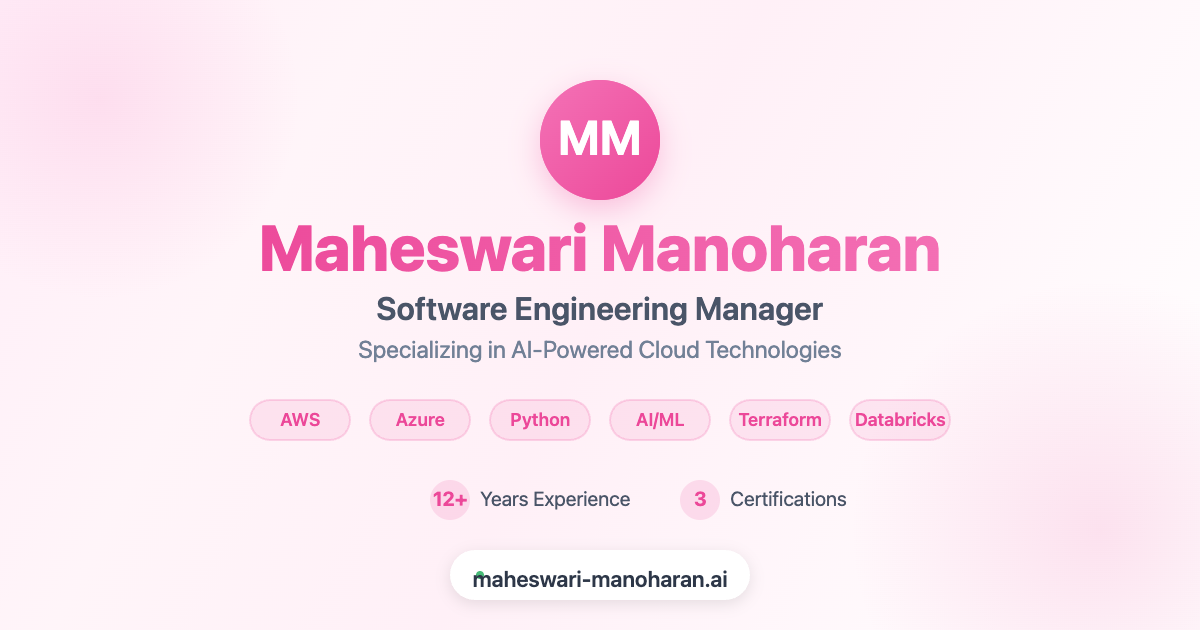 MM
Maheswari Manoharan
Software Engineering Manager
Specializing in AI-Powered Cloud Technologies
AWS Azure Python AI/ML Terraform Databricks
12+ Years Experience 3 Certifications
maheswari-manoharan.ai